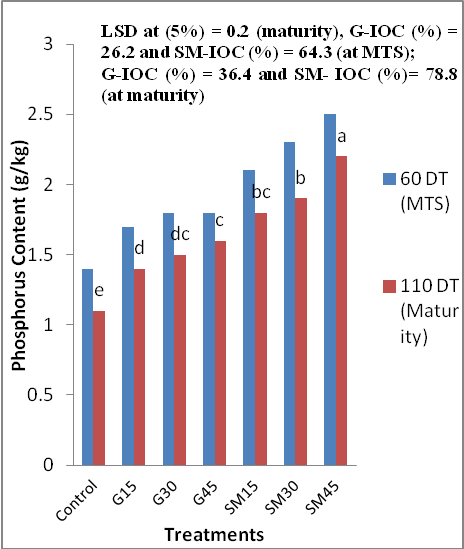 LSD at (5%) = 0.2 (maturity), G-IOC (%) =
26.2 and SM-IOC (%) = 64.3 (at MTS);
G-IOC (%) = 36.4 and SM- IOC (%)= 78.8
(at maturity)
Phosphorus Content (g/kg)
3
2.5
2
1.5
1
0.5
0
e
d
dc
c
bc
b
a
60 DT
(MTS)
110 DT
(Matur
ity)
Control
G15
G30
G45
SM15
SM30
SM45
Treatments